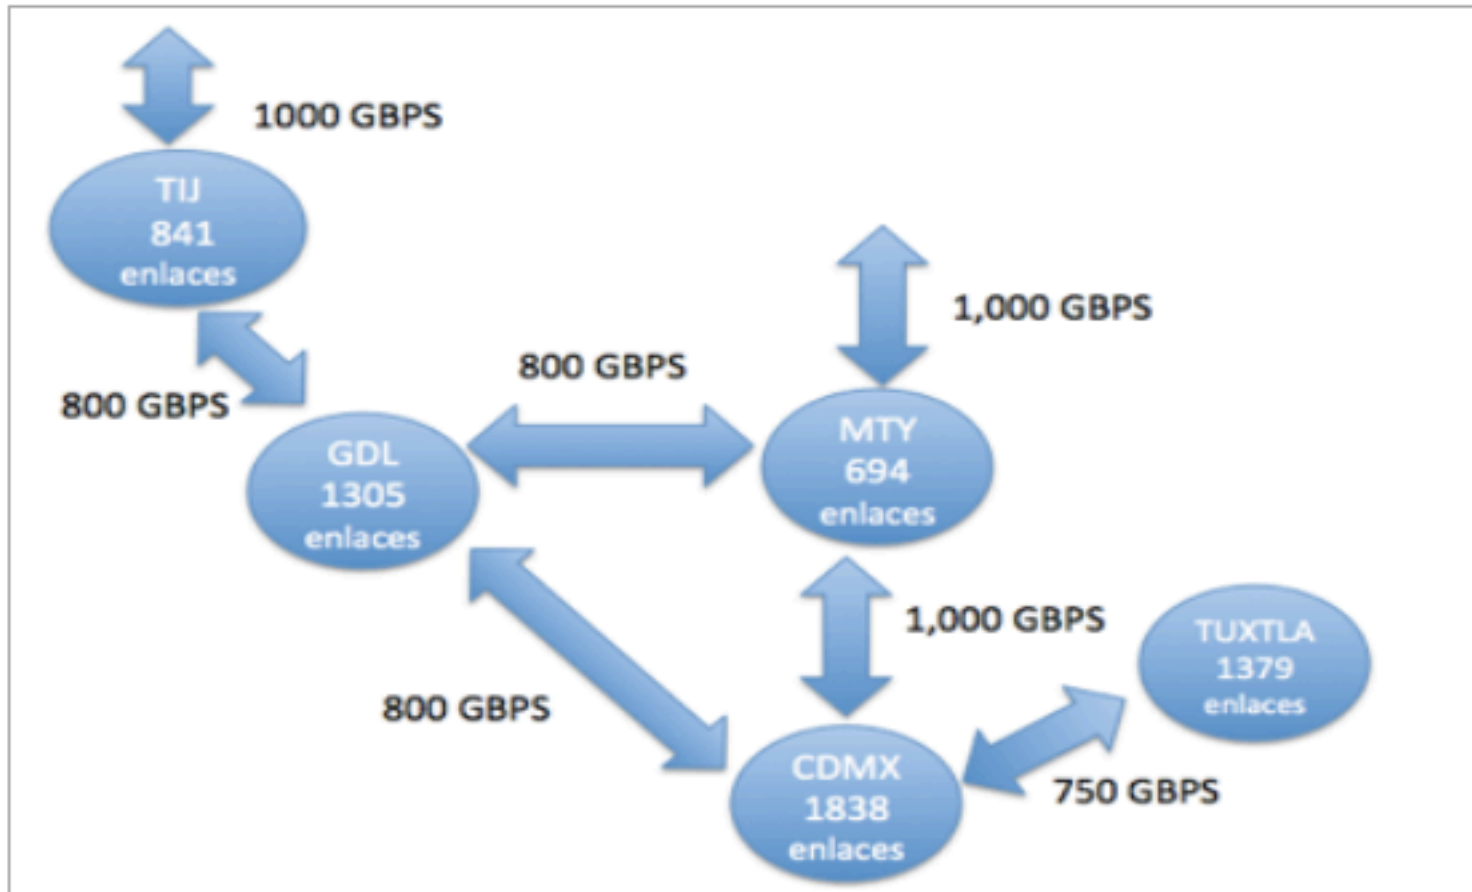 1000 GBPS
TIJ
841
enlaces
1,000 GBPS
800 GBPS
800 GBPS
GDL
1305
enlaces
MTY
694
enlaces
1,000 GBPS
TUXTLA
1379
enlaces
800 GBPS
CDMX
1838
enlaces
750 GBPS